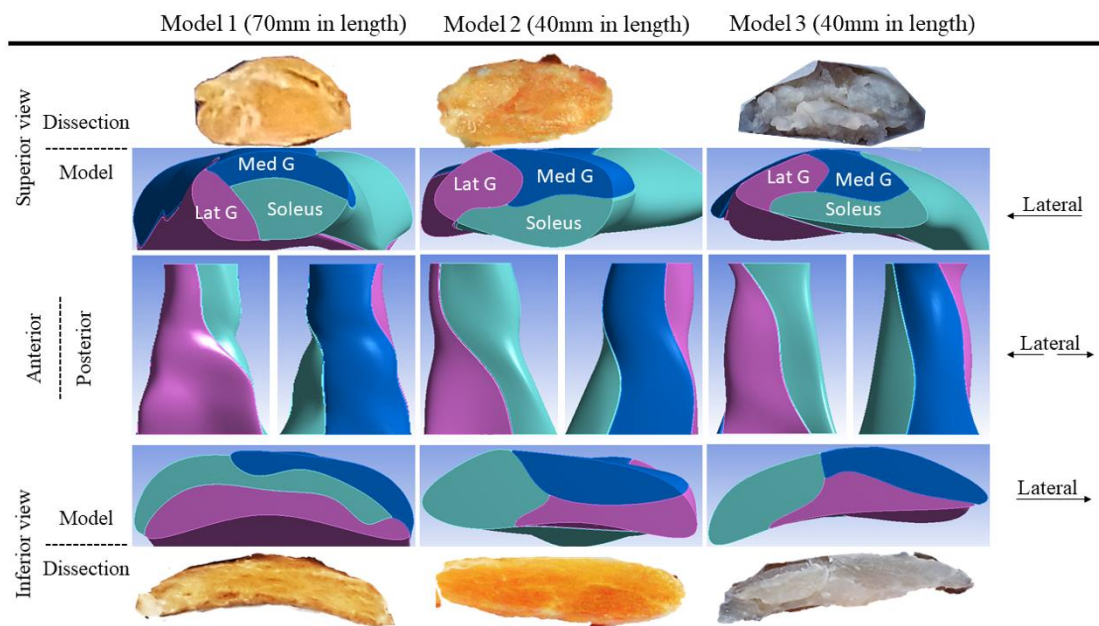 Model 1 (70mm in length) Model 2 (40mm in length) Model 3 (40mm in length)
Superior view
Dissection
Model
Med G
Lat G
Soleus
Lat G
Med G
Soleus
Lat G
Med G
Soleus
Lateral
Anterior
Posterior
Lateral
Inferior view
Model
Lateral
Dissection